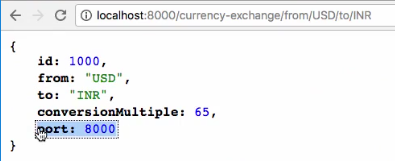 localhost:8000/currency-exchange/from/USD/to/INR
{
id: 1000,
from: "USD",
to: "INR",
conversionMultiple: 65,
port: 8000
}